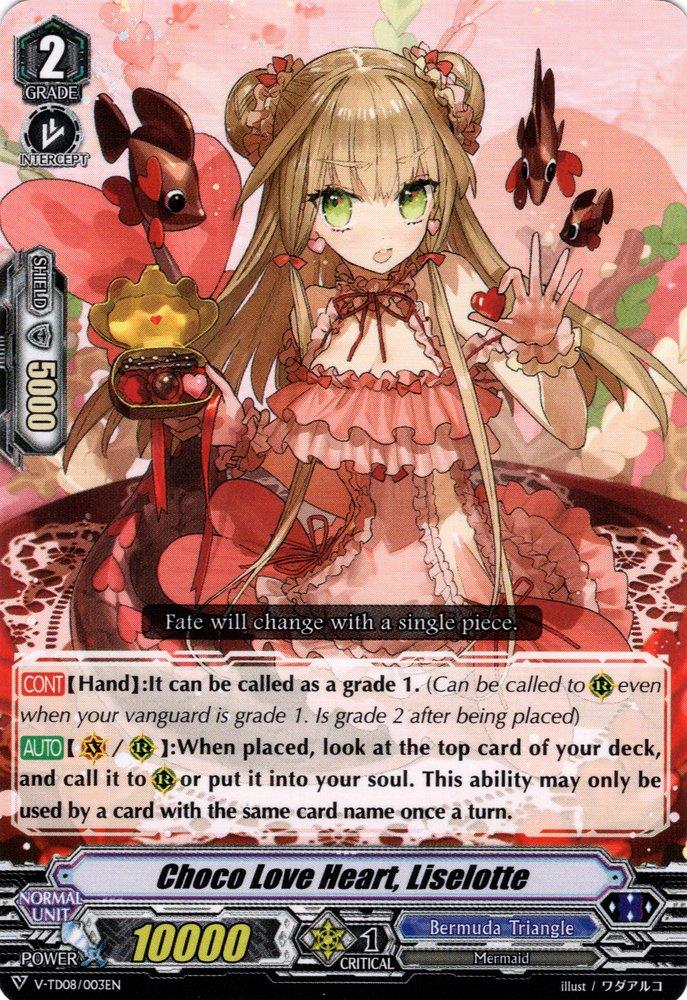 2
GRADE
INTERCEPT
SHIELD
5000
Fate will change with a single piece.
CONT【Hand】:It can be called as a grade 1. (Can be called to R even
when your vanguard is grade 1. Is grade 2 after being placed)
AUTO【V/R】:When placed, look at the top card of your deck,
and call it to R or put it into your soul. This ability may only be
used by a card with the same card name once a turn.
Choco Love Heart, Liselotte
NORMAL
UNIT
POWER
10000
1
CRITICAL
Bermuda Triangle
Mermaid
V-TD08/003EN
illust / ワダアルコ